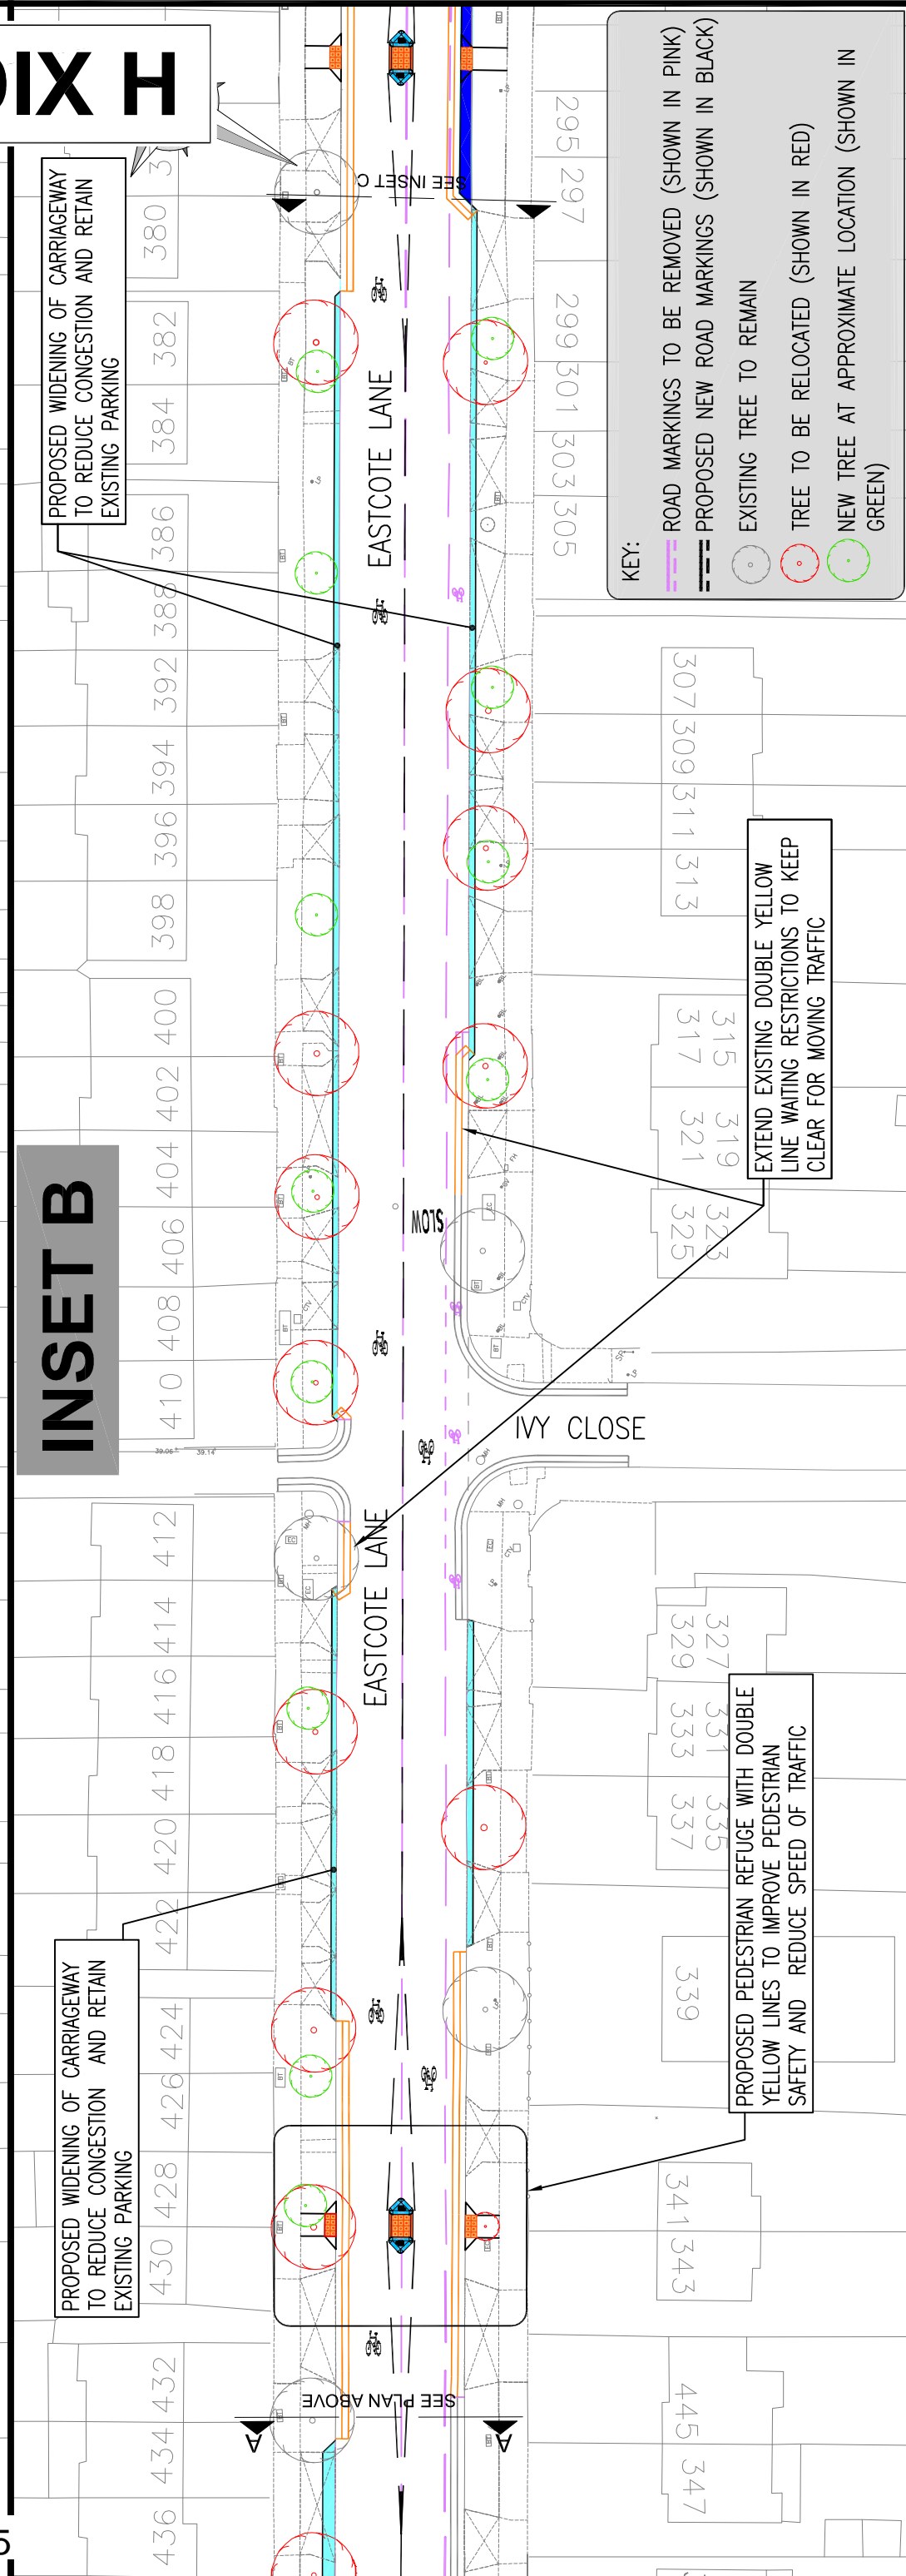 DIX H
INSET B
PROPOSED WIDENING OF CARRIAGEWAY
TO REDUCE CONGESTION AND RETAIN
EXISTING PARKING
PROPOSED WIDENING OF CARRIAGEWAY
TO REDUCE CONGESTION AND RETAIN
EXISTING PARKING
436 434 432
430 428
426 424
422
420 418 416 414 412
410 408 406 404 402 400
398 396 394 392
388 386
384 382
380
39.06 39.14
EASTCOTE LANE
EASTCOTE LANE
SEE PLAN ABOVE
A
A
SEE INSET C
SLOW
IVY CLOSE
295 297
299 301 303 305
307 309 311 313
315
317
319
321
323
325
327
329
331
333
335
337
339
341 343
445 347
EXTEND EXISTING DOUBLE YELLOW
LINE WAITING RESTRICTIONS TO KEEP
CLEAR FOR MOVING TRAFFIC
PROPOSED PEDESTRIAN REFUGE WITH DOUBLE
YELLOW LINES TO IMPROVE PEDESTRIAN
SAFETY AND REDUCE SPEED OF TRAFFIC
KEY:
ROAD MARKINGS TO BE REMOVED (SHOWN IN PINK)
PROPOSED NEW ROAD MARKINGS (SHOWN IN BLACK)
EXISTING TREE TO REMAIN
TREE TO BE RELOCATED (SHOWN IN RED)
NEW TREE AT APPROXIMATE LOCATION (SHOWN IN
GREEN)